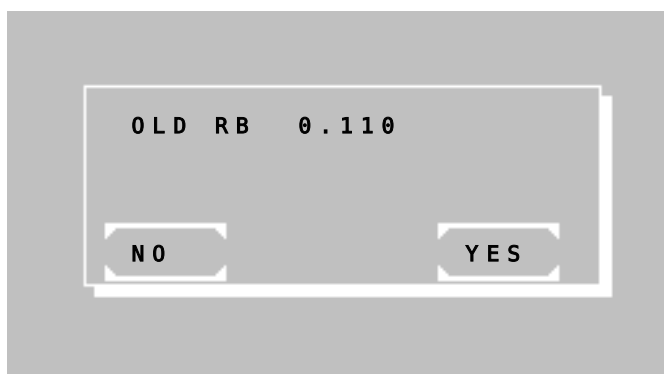 OLD RB 0.110
NO YES